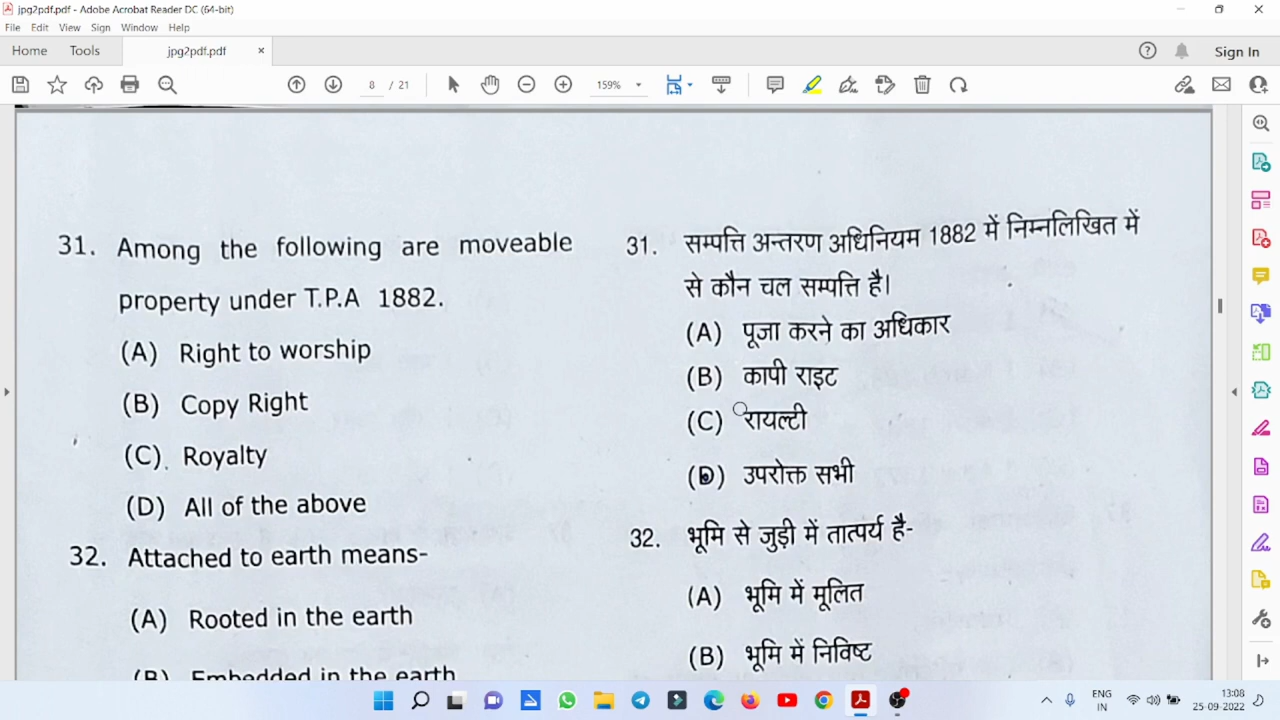 jpg2pdf.pdf - Adobe Acrobat Reader DC (64-bit)
File Edit View Sign Window Help
Home Tools jpg2pdf.pdf × Sign In
8 / 21 159%
31. Among the following are moveable
property under T.P.A 1882.
(A) Right to worship
(B) Copy Right
(C) Royalty
(D) All of the above
32. Attached to earth means-
(A) Rooted in the earth
(B) Embedded in the earth
31. सम्पत्ति अन्तरण अधिनियम 1882 में निम्नलिखित में
से कौन चल सम्पत्ति है।
(A) पूजा करने का अधिकार
(B) कापी राइट
(C) रायल्टी
(D) उपरोक्त सभी
32. भूमि से जुड़ी में तात्पर्य है-
(A) भूमि में मूलित
(B) भूमि में निविष्ट
ENG
IN
13:08
25-09-2022